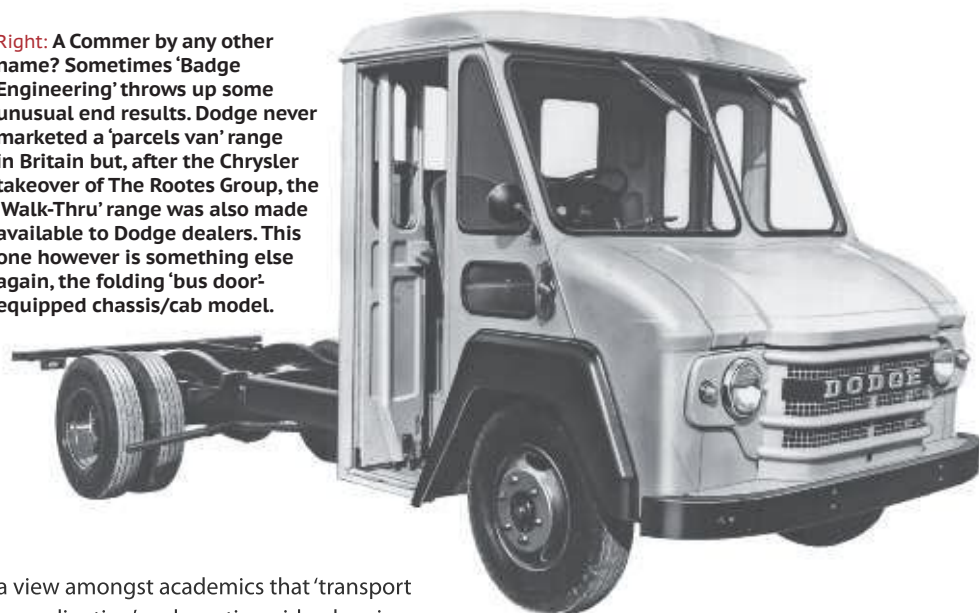 Right: A Commer by any other
name? Sometimes ‘Badge
Engineering’ throws up some
unusual end results. Dodge never
marketed a ‘parcels van’ range
in Britain but, after the Chrysler
takeover of The Rootes Group, the
‘Walk-Thru’ range was also made
available to Dodge dealers. This
one however is something else
again, the folding ‘bus door’-
equipped chassis/cab model.
DODGE
a view amongst academics that ‘transport